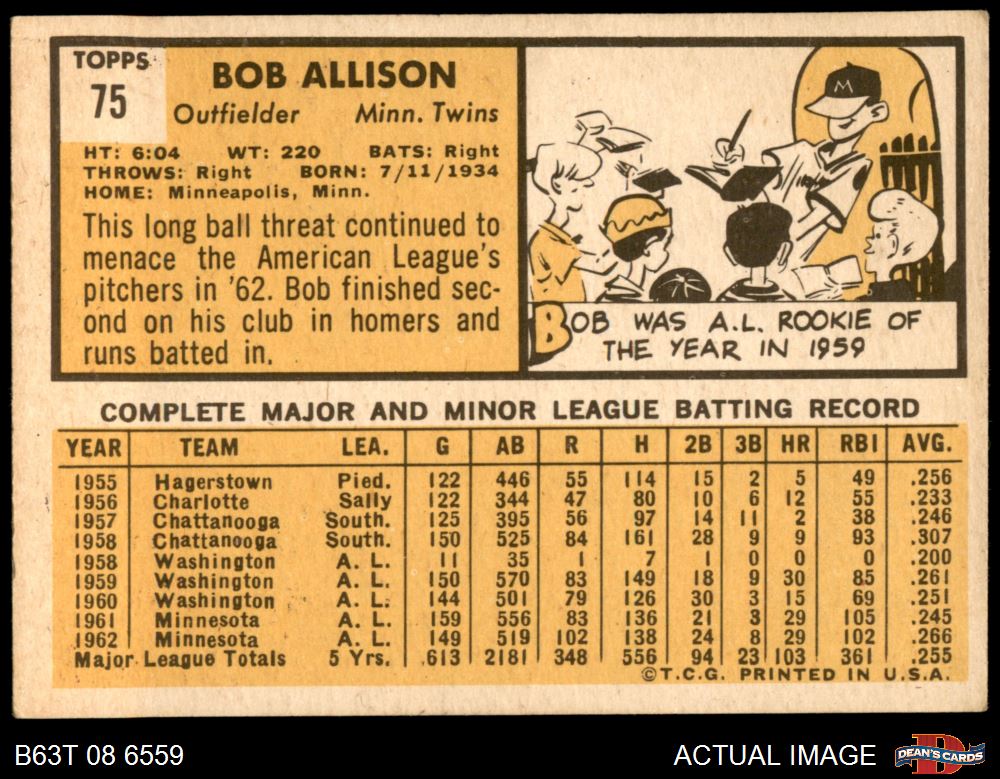 TOPPS
75
BOB ALLISON
Outfielder Minn. Twins
HT: 6:04 WT: 220 BATS: Right
THROWS: Right BORN: 7/11/1934
HOME: Minneapolis, Minn.
This long ball threat continued to
menace the American League's
pitchers in '62. Bob finished sec-
ond on his club in homers and
runs batted in.
M
BOB WAS A.L. ROOKIE OF
THE YEAR IN 1959
COMPLETE MAJOR AND MINOR LEAGUE BATTING RECORD
YEAR TEAM LEA. G AB R H 2B 3B HR RBI AVG.
1955 Hagerstown Pied. 122 446 55 114 15 2 5 49 .256
1956 Charlotte Sally 122 344 47 80 10 6 12 55 .233
1957 Chattanooga South. 125 395 56 97 14 11 2 38 .246
1958 Chattanooga South. 150 525 84 161 28 9 9 93 .307
1958 Washington A. L. 11 35 1 7 1 0 0 0 .200
1959 Washington A. L. 150 570 83 149 18 9 30 85 .261
1960 Washington A. L. 144 501 79 126 30 3 15 69 .251
1961 Minnesota A. L. 159 556 83 136 21 3 29 105 .245
1962 Minnesota A. L. 149 519 102 138 24 8 29 102 .266
Major League Totals 5 Yrs. 613 2181 348 556 94 23 103 361 .255
©T.C.G. PRINTED IN U.S.A.
B63T 08 6559 ACTUAL IMAGE DEAN'S CARDS